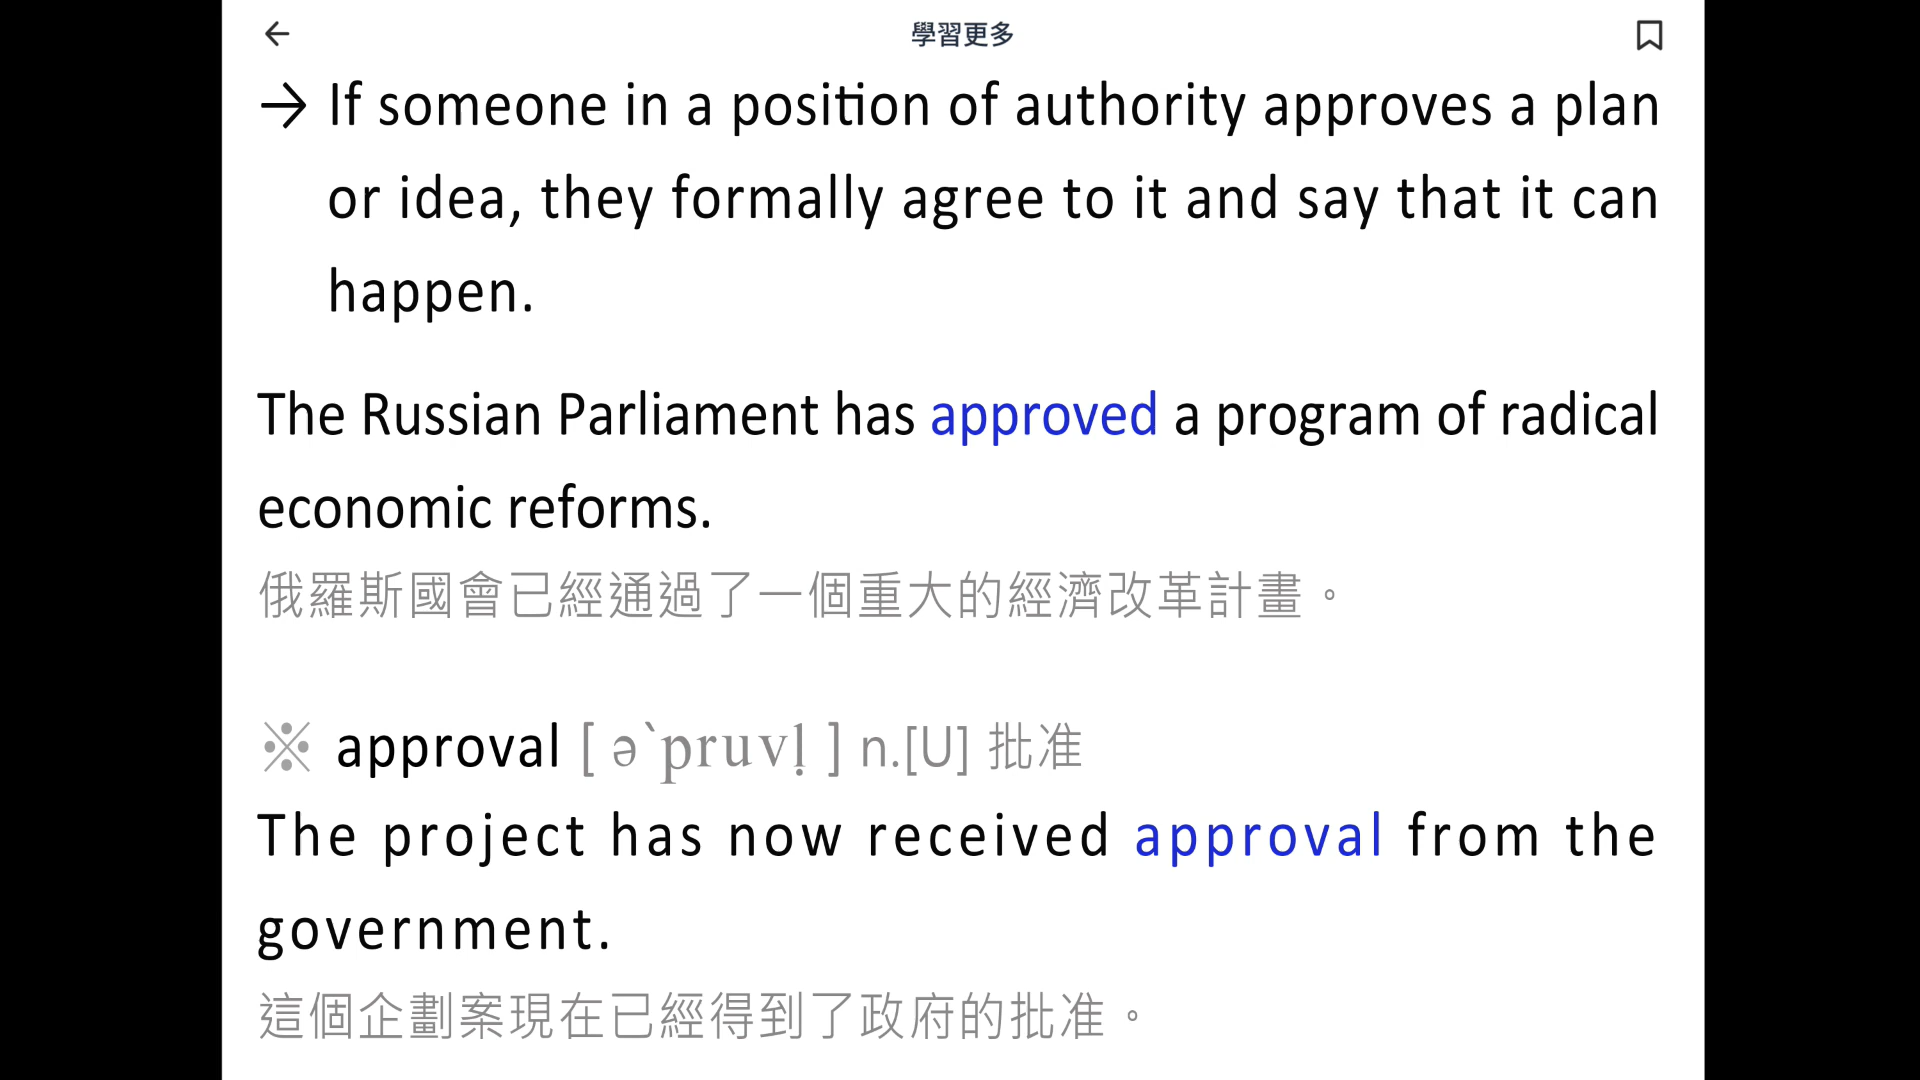 學習更多
→ If someone in a position of authority approves a plan
or idea, they formally agree to it and say that it can
happen.
The Russian Parliament has approved a program of radical
economic reforms.
俄羅斯國會已經通過了一個重大的經濟改革計畫。
※ approval [ əˋpruvl̩ ] n.[U] 批准
The project has now received approval from the
government.
這個企劃案現在已經得到了政府的批准。